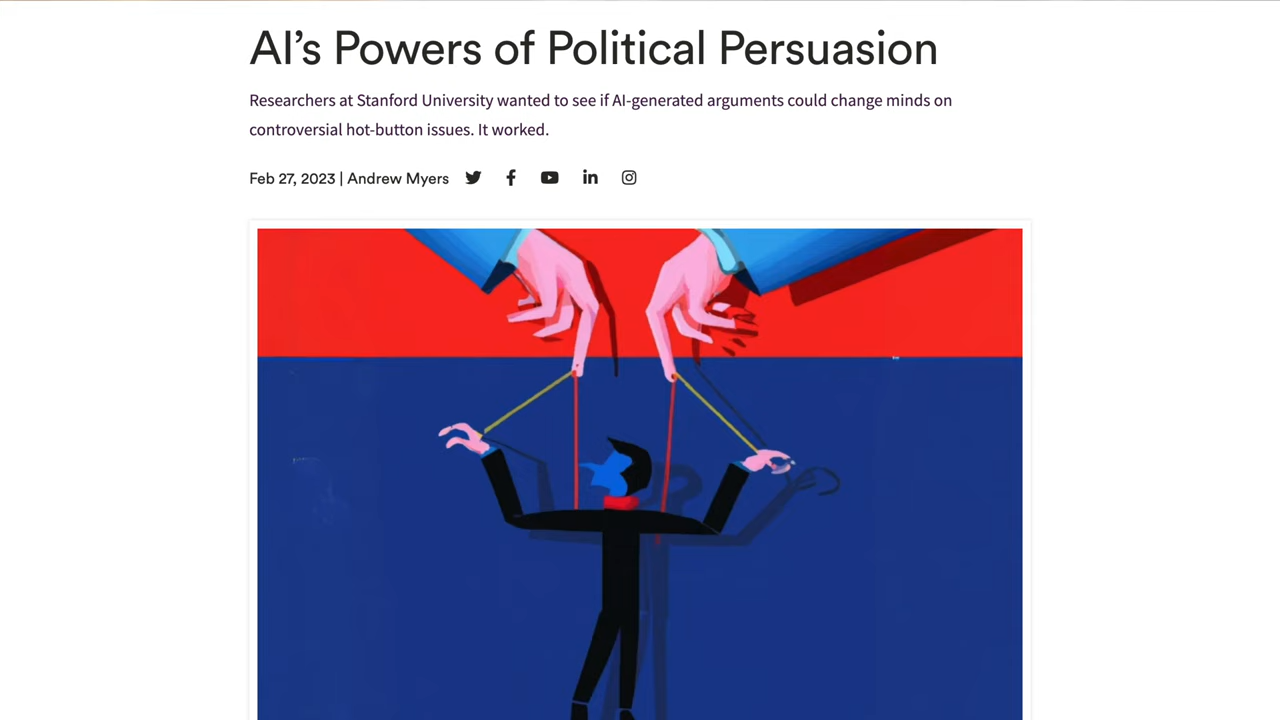 AI’s Powers of Political Persuasion
Researchers at Stanford University wanted to see if AI-generated arguments could change minds on
controversial hot-button issues. It worked.
Feb 27, 2023 | Andrew Myers